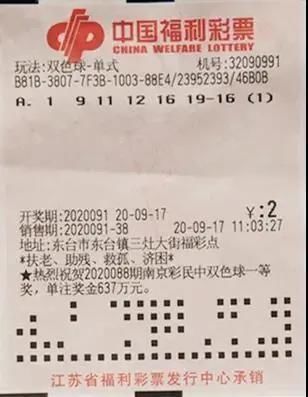 中国福利彩票
CHINA WELFARE LOTTERY
玩法:双色球-单式 机号:32090991
B81B-3807-7F3B-1003-88E4/23952393/46B0B
A. 1 9 11 12 16 19-16 (1)
开奖期:2020091 20-09-17 ¥:2
销售期:2020091-38 20-09-17 11:03:27
地址:东台市东台镇三灶大街福彩点
*扶老、助残、救孤、济困*
★热烈祝贺2020088期南京彩民中双色球一等
奖，单注奖金637万元。
江苏省福利彩票发行中心承销